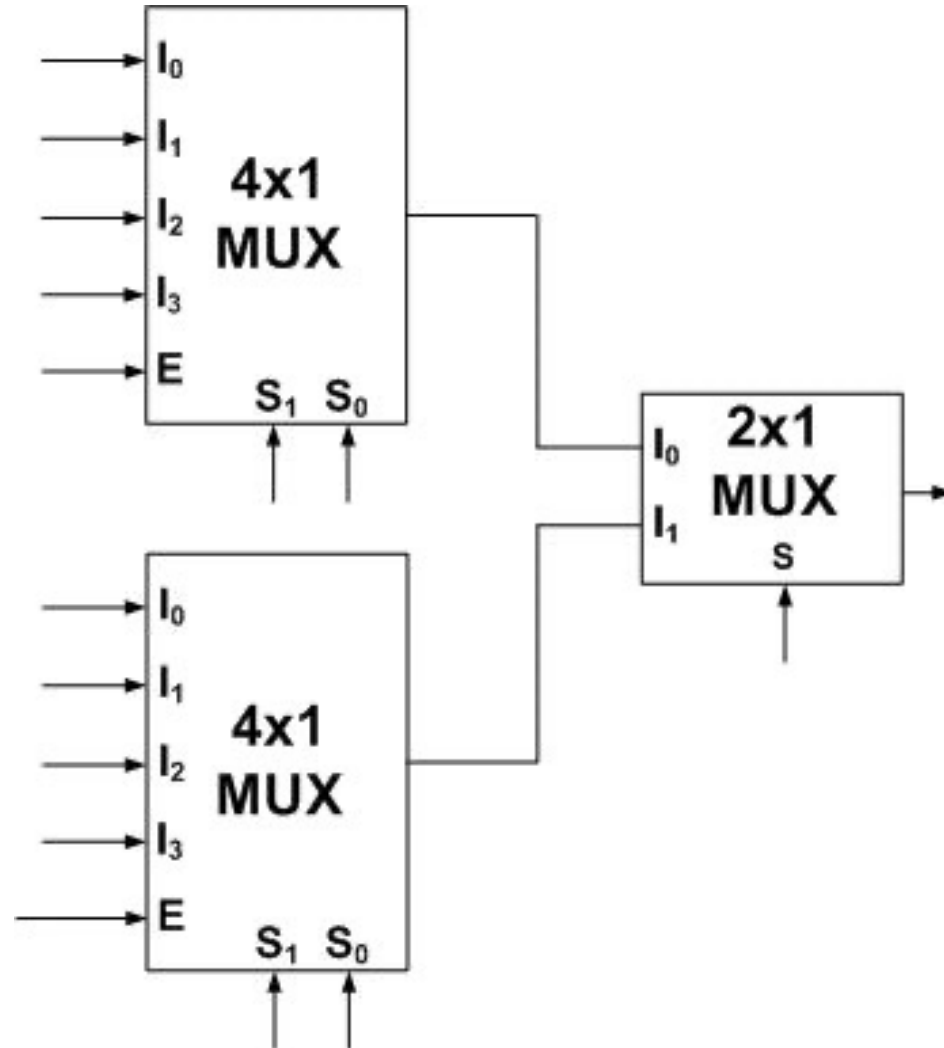 I₀
I₁
4x1
I₂
MUX
I₃
E
S₁ S₀
2x1
I₀
MUX
I₁
S
I₀
I₁
4x1
I₂
MUX
I₃
E
S₁ S₀